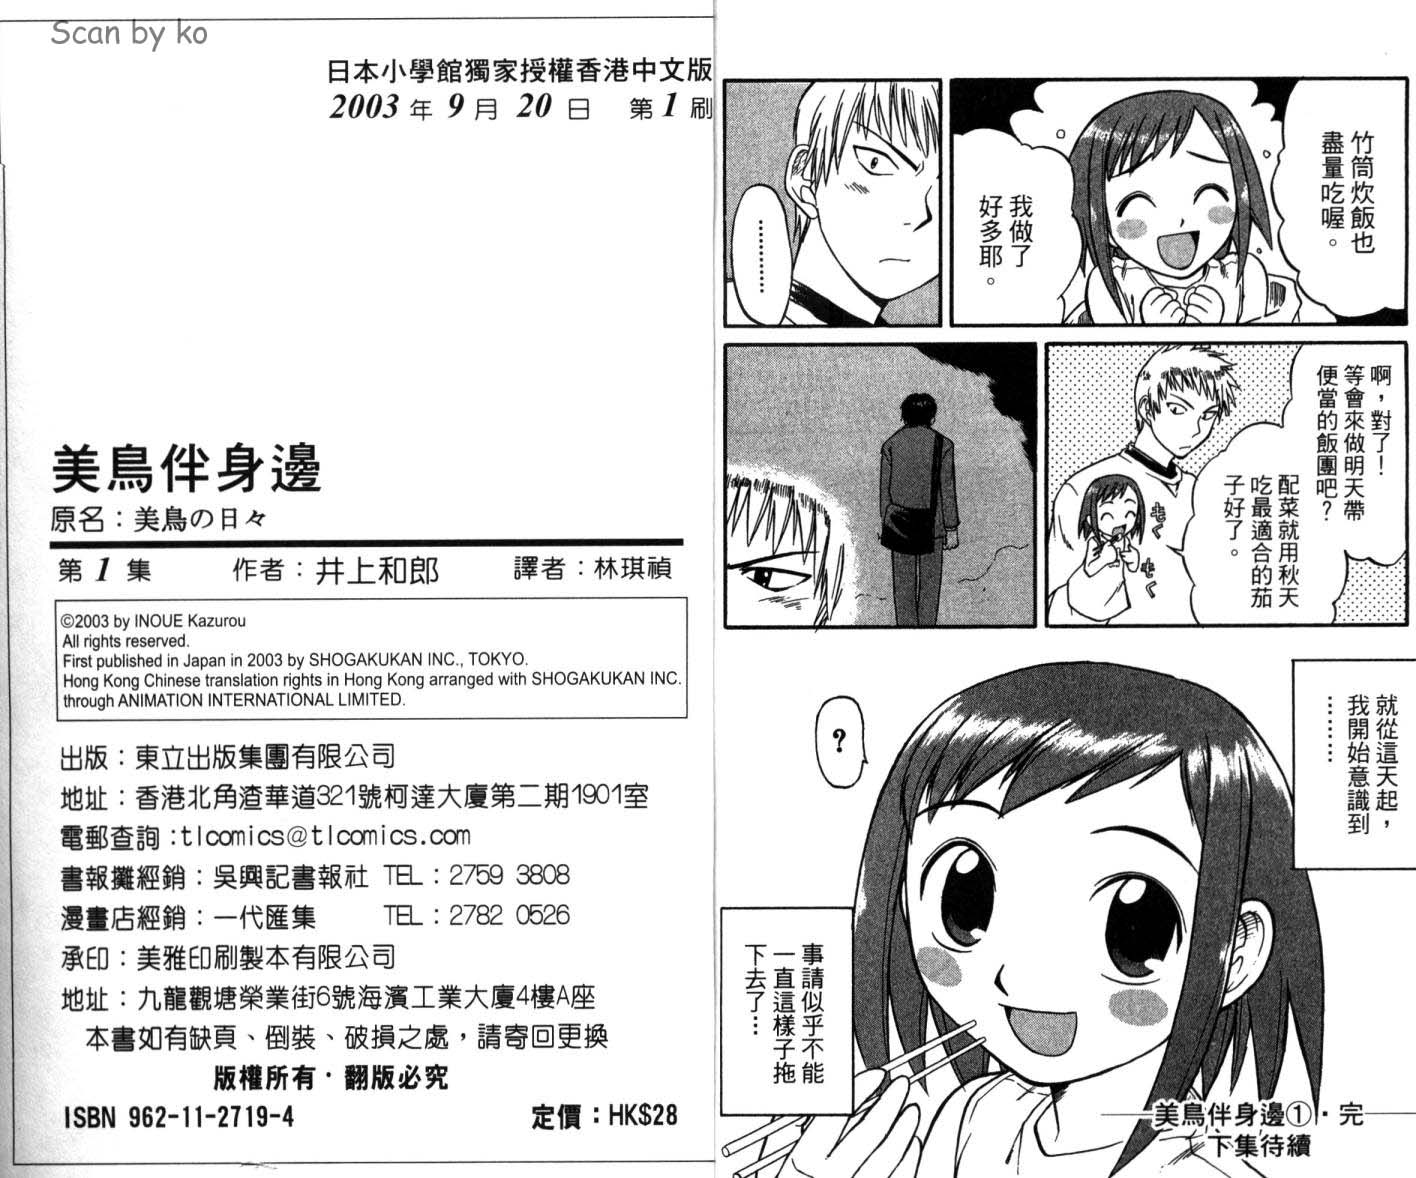 Scan by ko
竹筒炊飯也
盡量吃喔。
我做了
好多耶。
…………
啊，對了！
等會來做明天帶
便當的飯團吧？
配菜就用秋天
吃最適合的茄
子好了。
もぐ
もぐ
就從這天起，
我開始意識到
………
？
事請似乎不能
一直這樣子拖
下去了…
美鳥伴身邊①・完
下集待續
日本小學館獨家授權香港中文版
2003年9月20日 第1刷
美鳥伴身邊
原名：美鳥の日々
第1集 作者：井上和郎 譯者：林琪禎
©2003 by INOUE Kazurou
All rights reserved.
First published in Japan in 2003 by SHOGAKUKAN INC., TOKYO.
Hong Kong Chinese translation rights in Hong Kong arranged with SHOGAKUKAN INC.
through ANIMATION INTERNATIONAL LIMITED.
出版：東立出版集團有限公司
地址：香港北角渣華道321號柯達大廈第二期1901室
電郵查詢:tlcomics@tlcomics.com
書報攤經銷：吳興記書報社 TEL：2759 3808
漫畫店經銷：一代匯集 TEL：2782 0526
承印：美雅印刷製本有限公司
地址：九龍觀塘榮業街6號海濱工業大廈4樓A座
本書如有缺頁、倒裝、破損之處，請寄回更換
版權所有・翻版必究
ISBN 962-11-2719-4 定價：HK$28